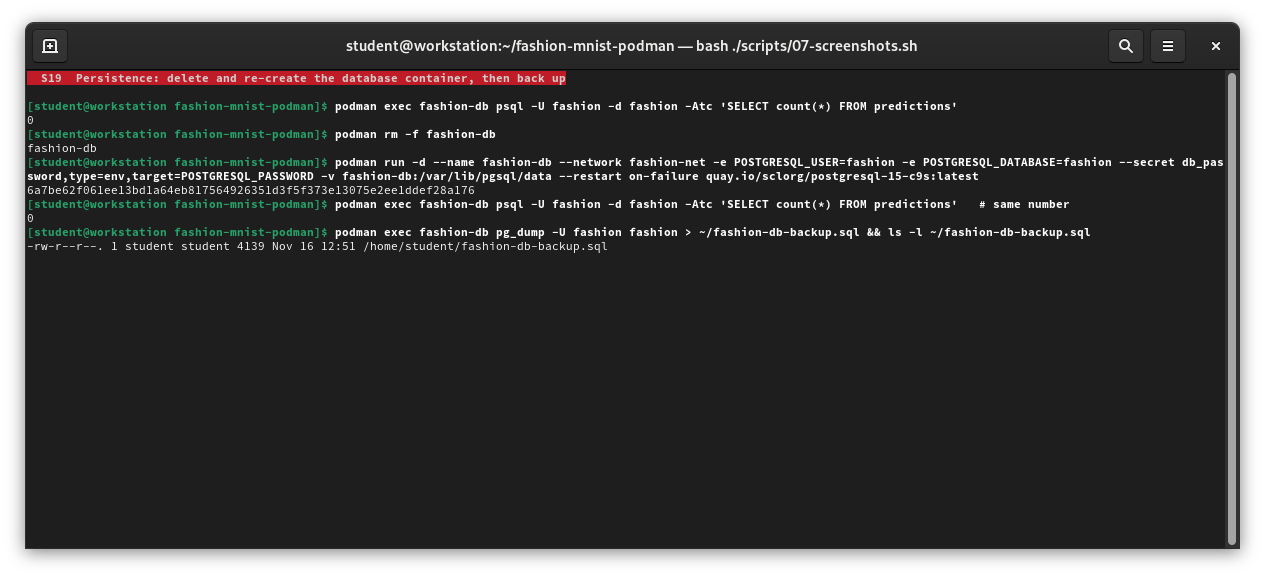 student@workstation:~/fashion-mnist-podman — bash ./scripts/07-screenshots.sh
S19  Persistence: delete and re-create the database container, then back up
[student@workstation fashion-mnist-podman]$ podman exec fashion-db psql -U fashion -d fashion -Atc 'SELECT count(*) FROM predictions'
0
[student@workstation fashion-mnist-podman]$ podman rm -f fashion-db
fashion-db
[student@workstation fashion-mnist-podman]$ podman run -d --name fashion-db --network fashion-net -e POSTGRESQL_USER=fashion -e POSTGRESQL_DATABASE=fashion --secret db_pas
sword,type=env,target=POSTGRESQL_PASSWORD -v fashion-db:/var/lib/pgsql/data --restart on-failure quay.io/sclorg/postgresql-15-c9s:latest
6a7be62f061ee13bd1a64eb817564926351d3f5f373e13075e2ee1ddef28a176
[student@workstation fashion-mnist-podman]$ podman exec fashion-db psql -U fashion -d fashion -Atc 'SELECT count(*) FROM predictions'   # same number
0
[student@workstation fashion-mnist-podman]$ podman exec fashion-db pg_dump -U fashion fashion > ~/fashion-db-backup.sql && ls -l ~/fashion-db-backup.sql
-rw-r--r--. 1 student student 4139 Nov 16 12:51 /home/student/fashion-db-backup.sql